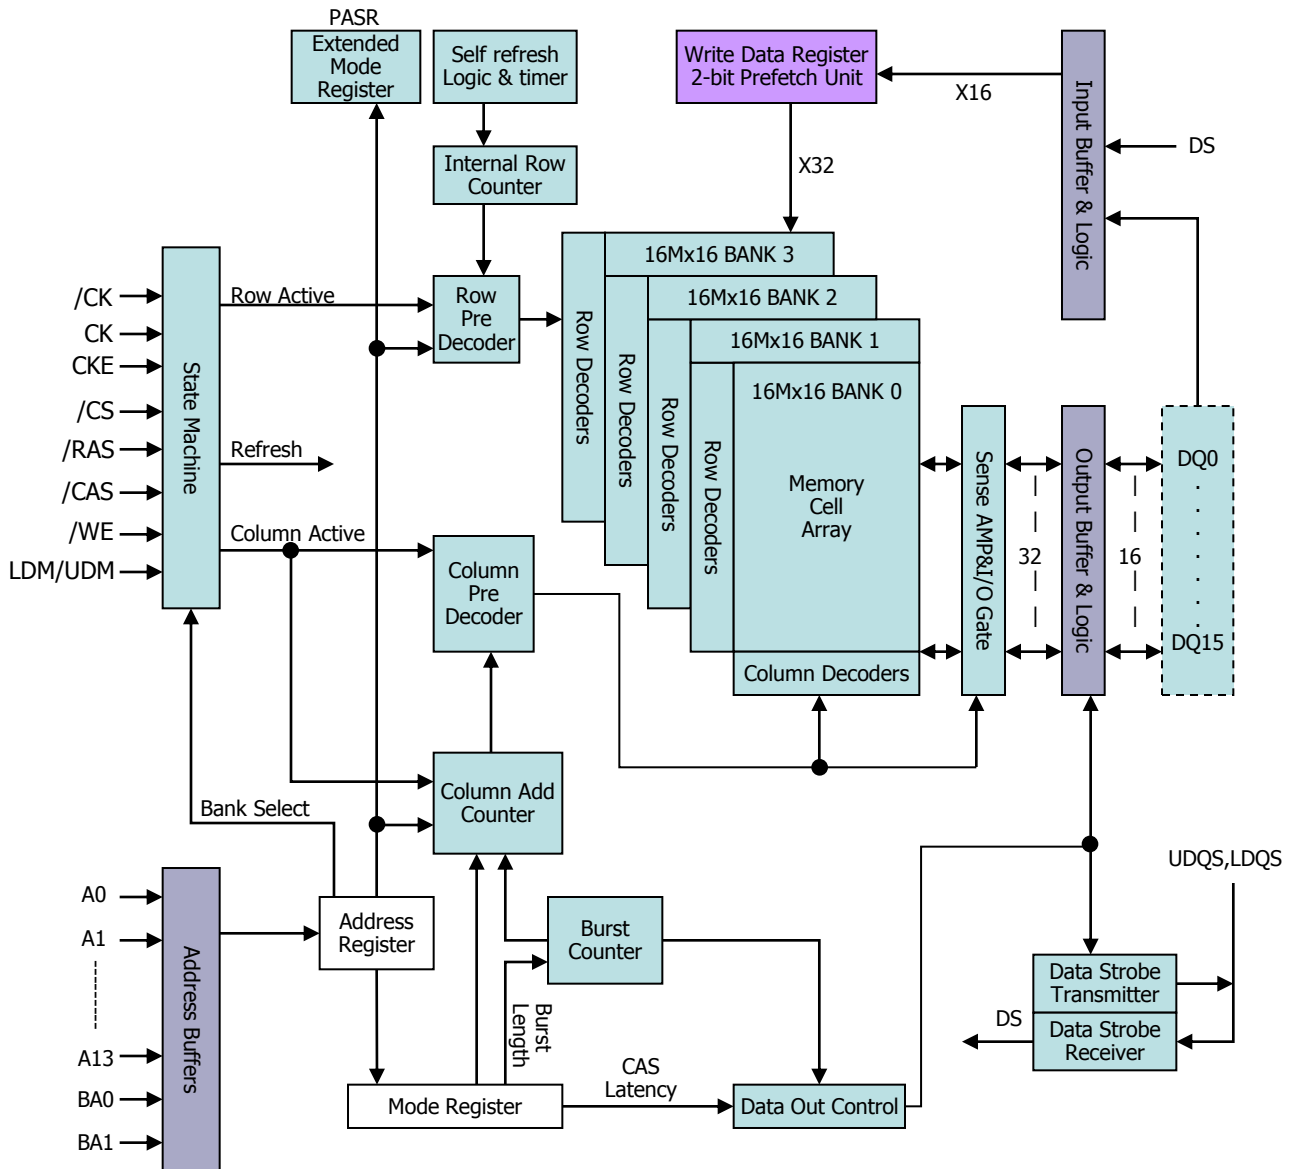 PASR
Extended
Mode
Register
Self refresh
Logic & timer
Write Data Register
2-bit Prefetch Unit
X16
Input Buffer & Logic
DS
Internal Row
Counter
X32
16Mx16 BANK 3
16Mx16 BANK 2
16Mx16 BANK 1
16Mx16 BANK 0
Row Decoders
Row Decoders
Row Decoders
Row Decoders
Memory
Cell
Array
Row
Pre
Decoder
/CK
CK
CKE
/CS
/RAS
/CAS
/WE
LDM/UDM
State Machine
Row Active
Refresh
Column Active
Column
Pre
Decoder
Sense AMP&I/O Gate
32
Output Buffer & Logic
16
DQ0
DQ15
Column Decoders
Bank Select
Column Add
Counter
A0
A1
A13
BA0
BA1
Address Buffers
Address
Register
Burst
Counter
Burst
Length
UDQS,LDQS
Data Strobe
Transmitter
DS
Data Strobe
Receiver
Mode Register
CAS
Latency
Data Out Control